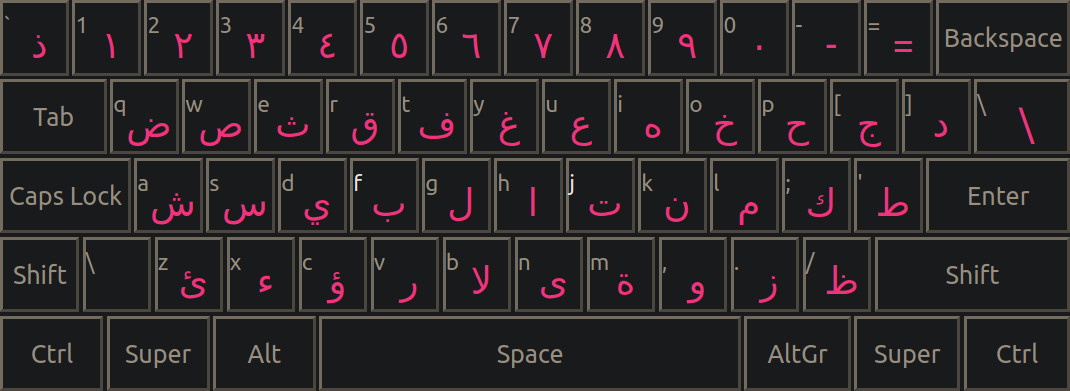 ` ذ 1 ١ 2 ٢ 3 ٣ 4 ٤ 5 ٥ 6 ٦ 7 ٧ 8 ٨ 9 ٩ 0 ٠ - - = = Backspace
Tab q ض w ص e ث r ق t ف y غ u ع i ه o خ p ح [ ج ] د \ \
Caps Lock a ش s س d ي f ب g ل h ا j ت k ن l م ; ك ' ط Enter
Shift \ z ئ x ء c ؤ v ر b لا n ى m ة , و . ز / ظ Shift
Ctrl Super Alt Space AltGr Super Ctrl